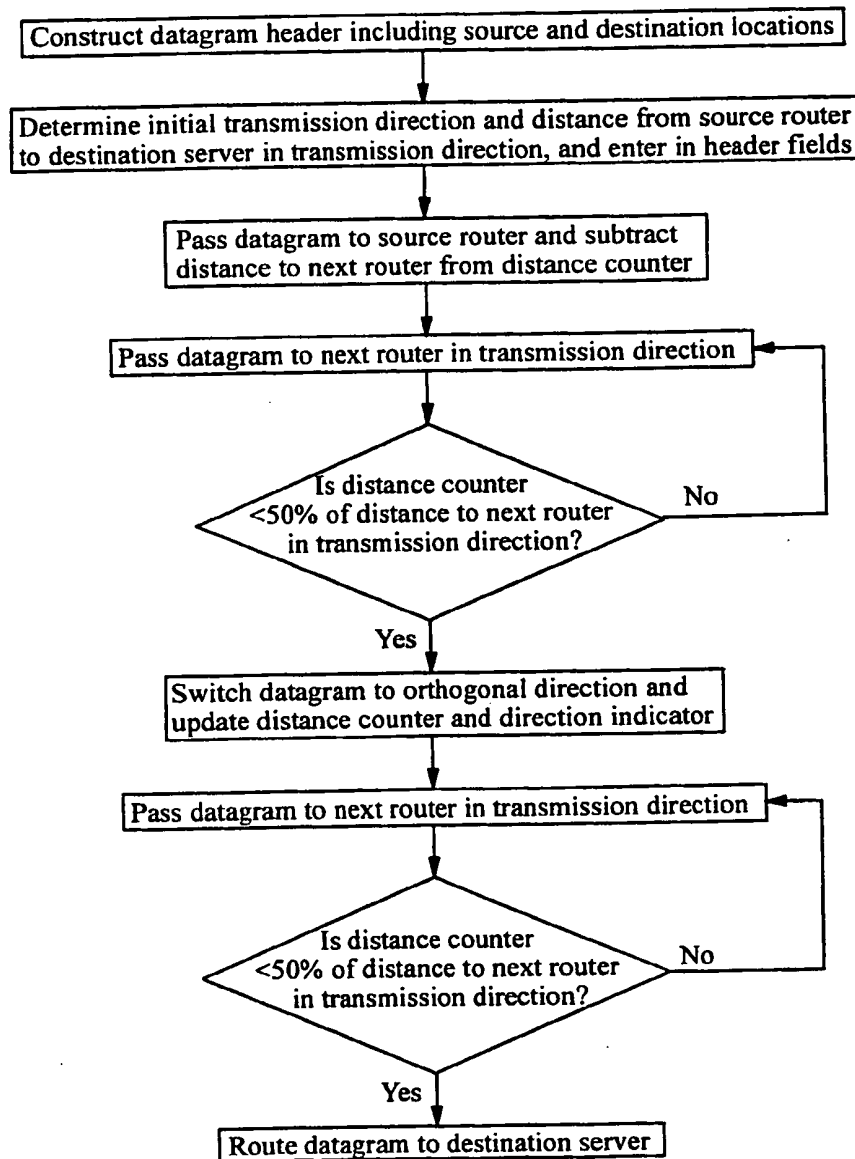 Construct datagram header including source and destination locations
Determine initial transmission direction and distance from source router
to destination server in transmission direction, and enter in header fields
Pass datagram to source router and subtract
distance to next router from distance counter
Pass datagram to next router in transmission direction
Is distance counter
<50% of distance to next router
in transmission direction?
No
Yes
Switch datagram to orthogonal direction and
update distance counter and direction indicator
Pass datagram to next router in transmission direction
Is distance counter
<50% of distance to next router
in transmission direction?
No
Yes
Route datagram to destination server